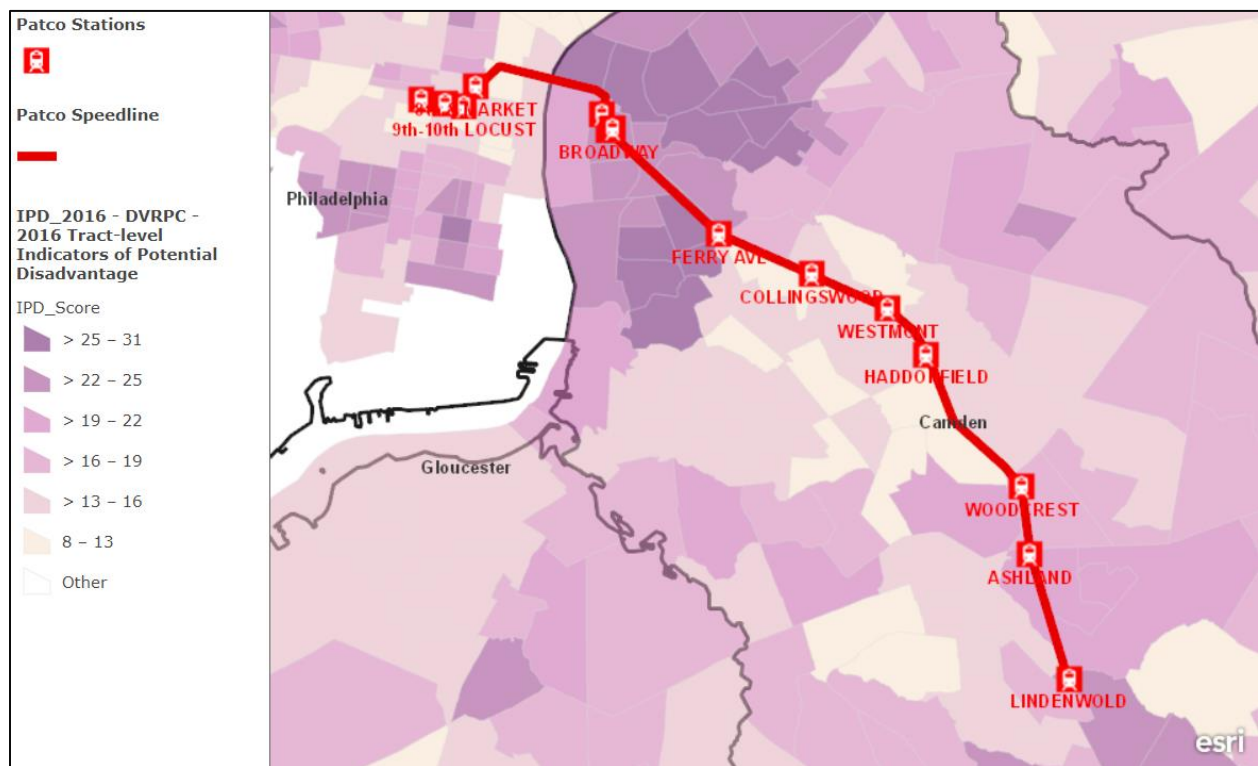 Patco Stations
Patco Speedline
IPD_2016 - DVRPC -
2016 Tract-level
Indicators of Potential
Disadvantage
IPD_Score
> 25 – 31
> 22 – 25
> 19 – 22
> 16 – 19
> 13 – 16
8 – 13
Other
MARKET
9th-10th LOCUST
BROADWAY
Philadelphia
FERRY AVE
COLLINGSWOOD
WESTMONT
HADDONFIELD
Camden
Gloucester
WOODCREST
ASHLAND
LINDENWOLD
esri